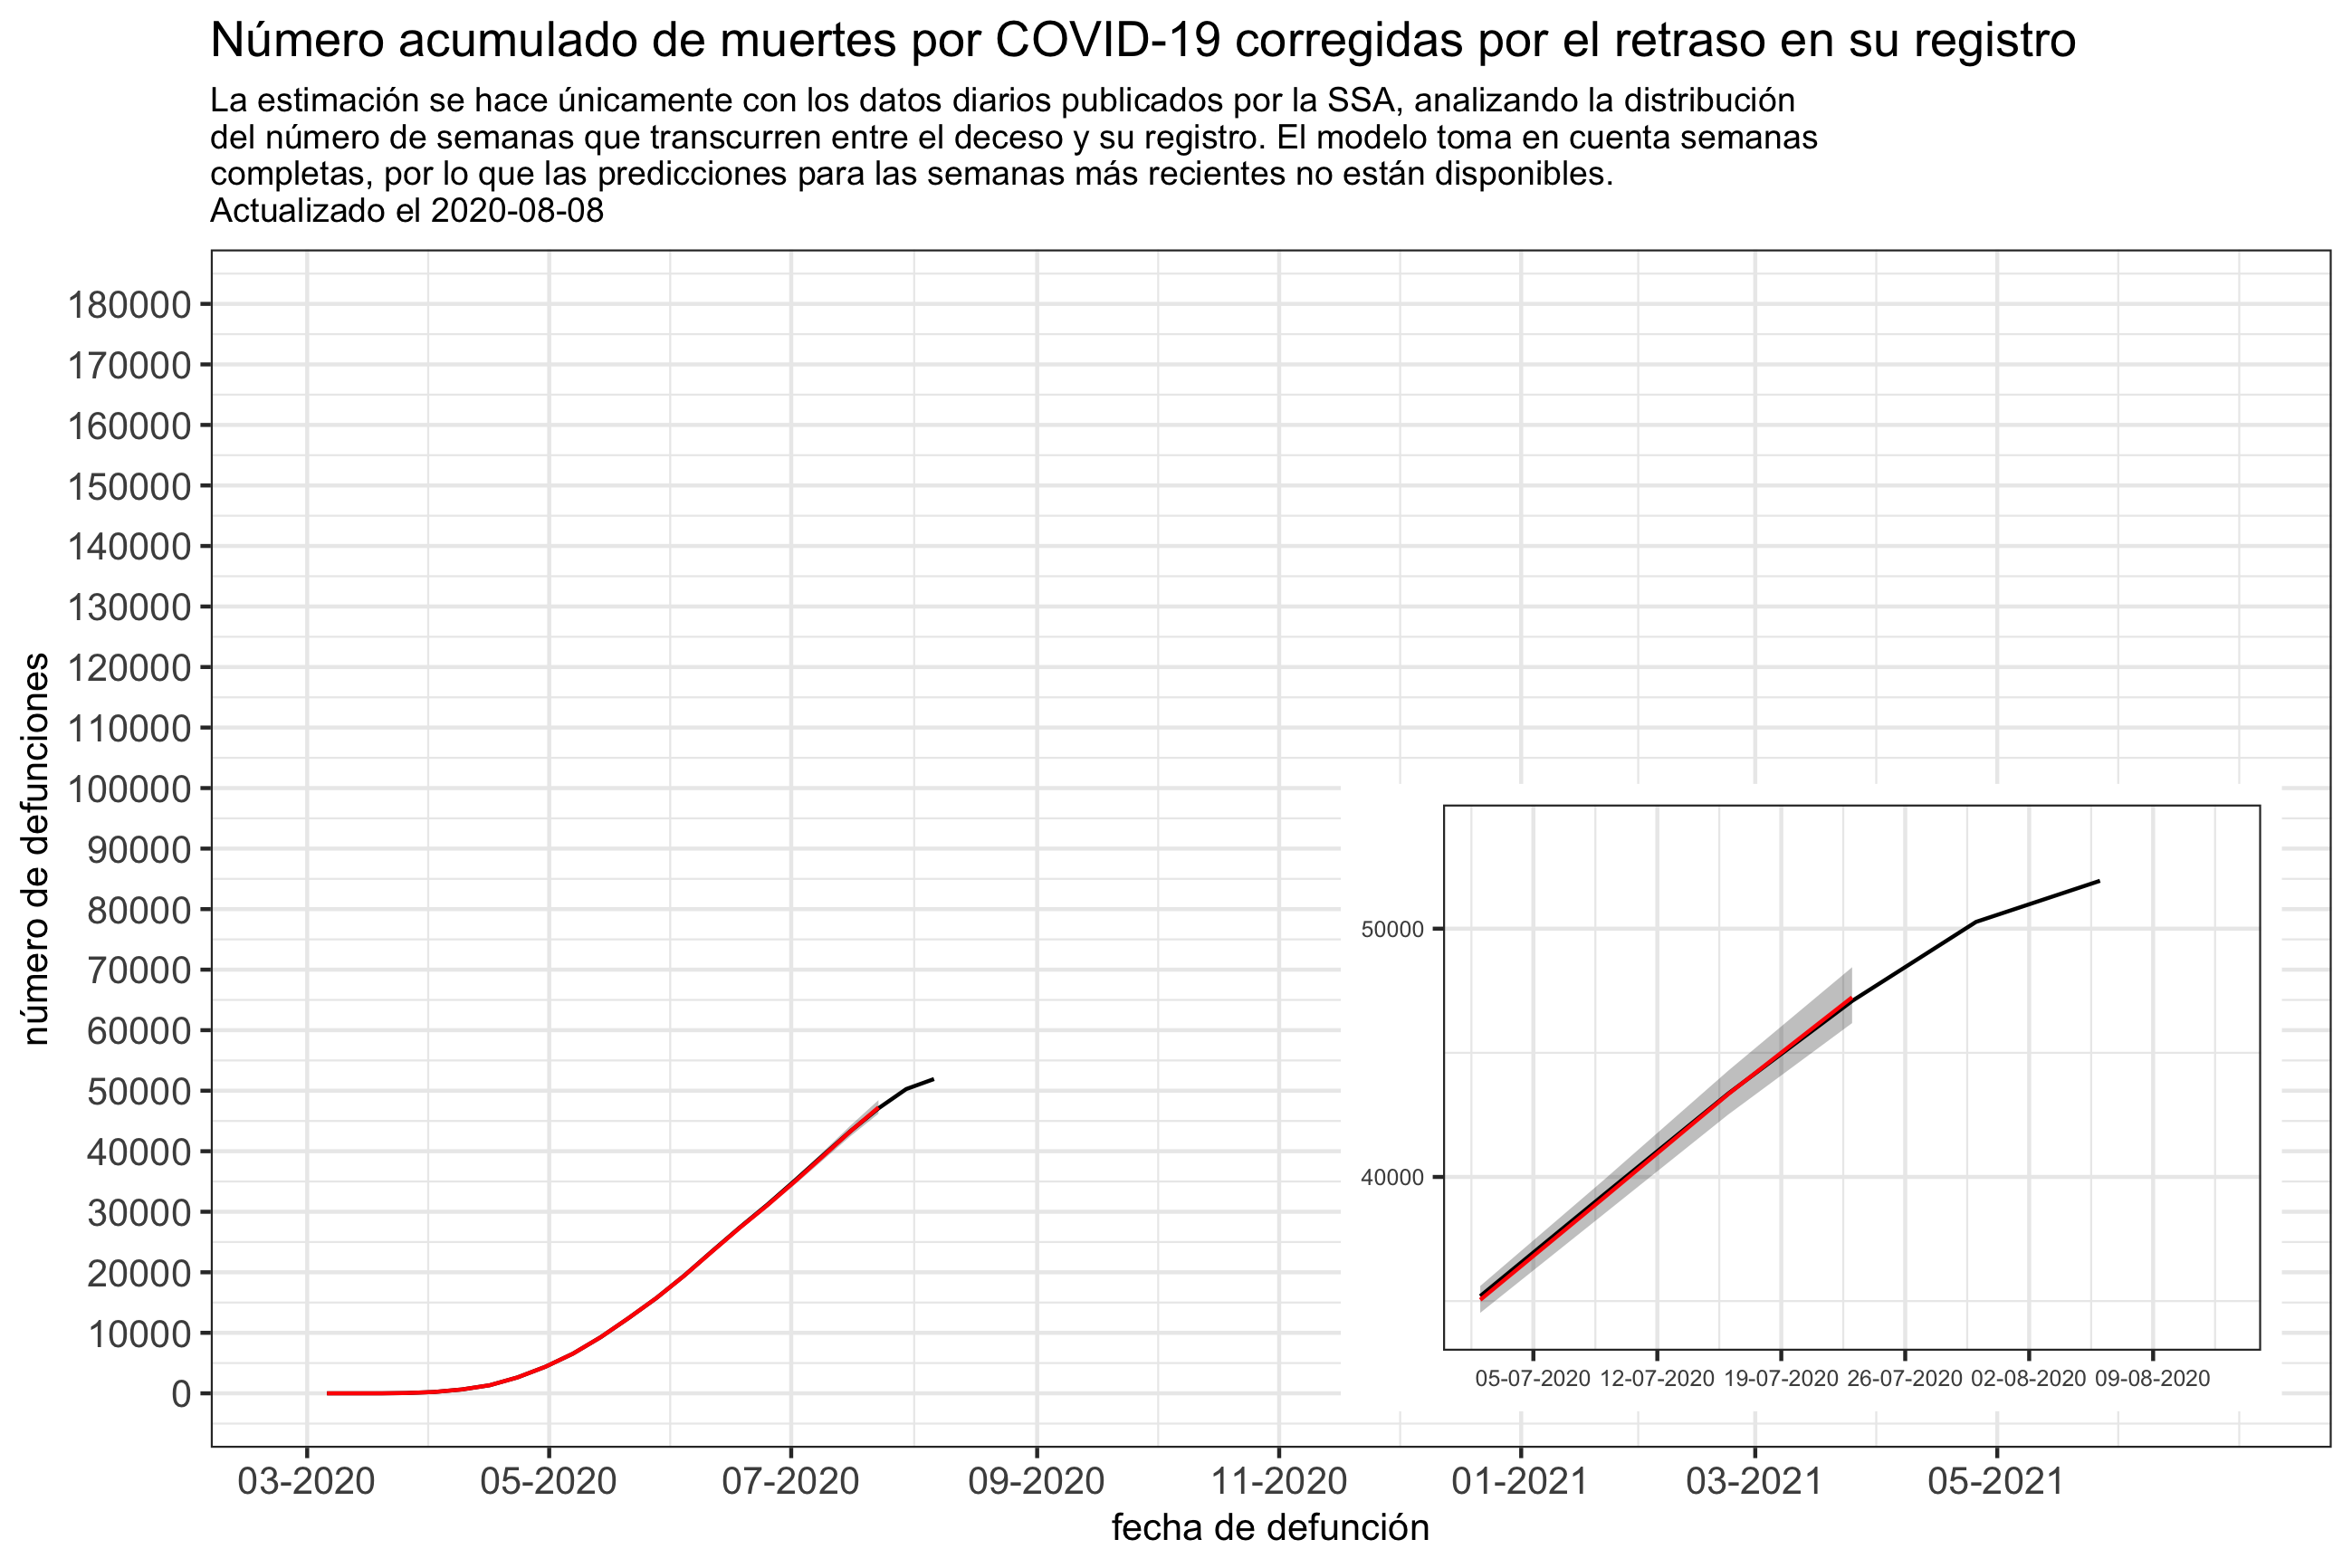 Número acumulado de muertes por COVID-19 corregidas por el retraso en su registro
La estimación se hace únicamente con los datos diarios publicados por la SSA, analizando la distribución
del número de semanas que transcurren entre el deceso y su registro. El modelo toma en cuenta semanas
completas, por lo que las predicciones para las semanas más recientes no están disponibles.
Actualizado el 2020-08-08
número de defunciones
180000
170000
160000
150000
140000
130000
120000
110000
100000
90000
80000
70000
60000
50000
40000
30000
20000
10000
0
50000
40000
05-07-2020 12-07-2020 19-07-2020 26-07-2020 02-08-2020 09-08-2020
03-2020 05-2020 07-2020 09-2020 11-2020 01-2021 03-2021 05-2021
fecha de defunción